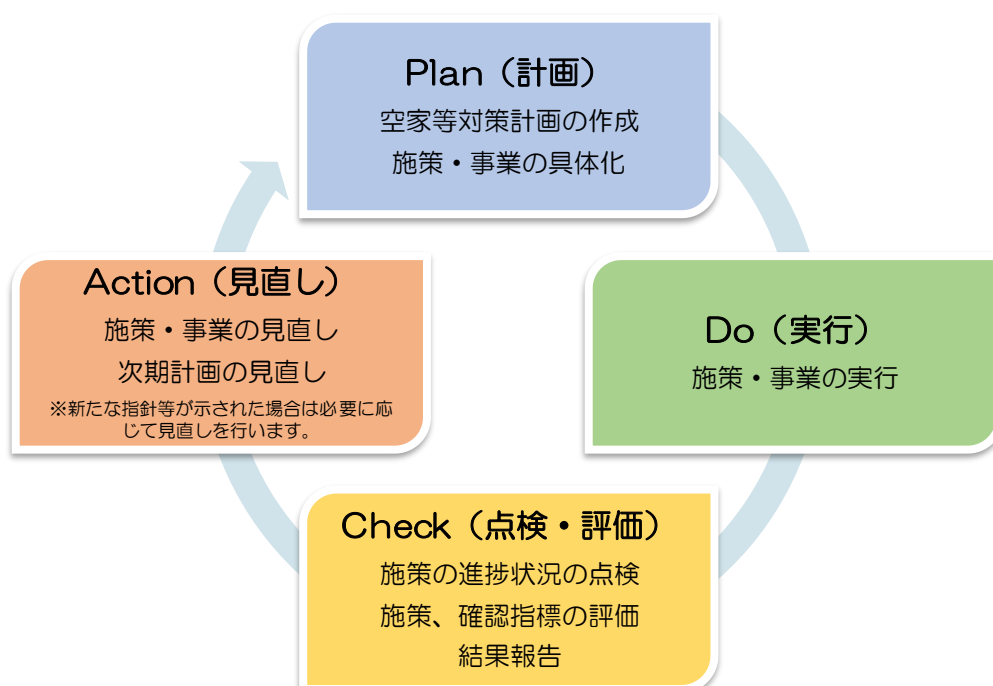 Plan（計画）
空家等対策計画の作成
施策・事業の具体化
Do（実行）
施策・事業の実行
Check（点検・評価）
施策の進捗状況の点検
施策、確認指標の評価
結果報告
Action（見直し）
施策・事業の見直し
次期計画の見直し
※新たな指針等が示された場合は必要に応
じて見直しを行います。